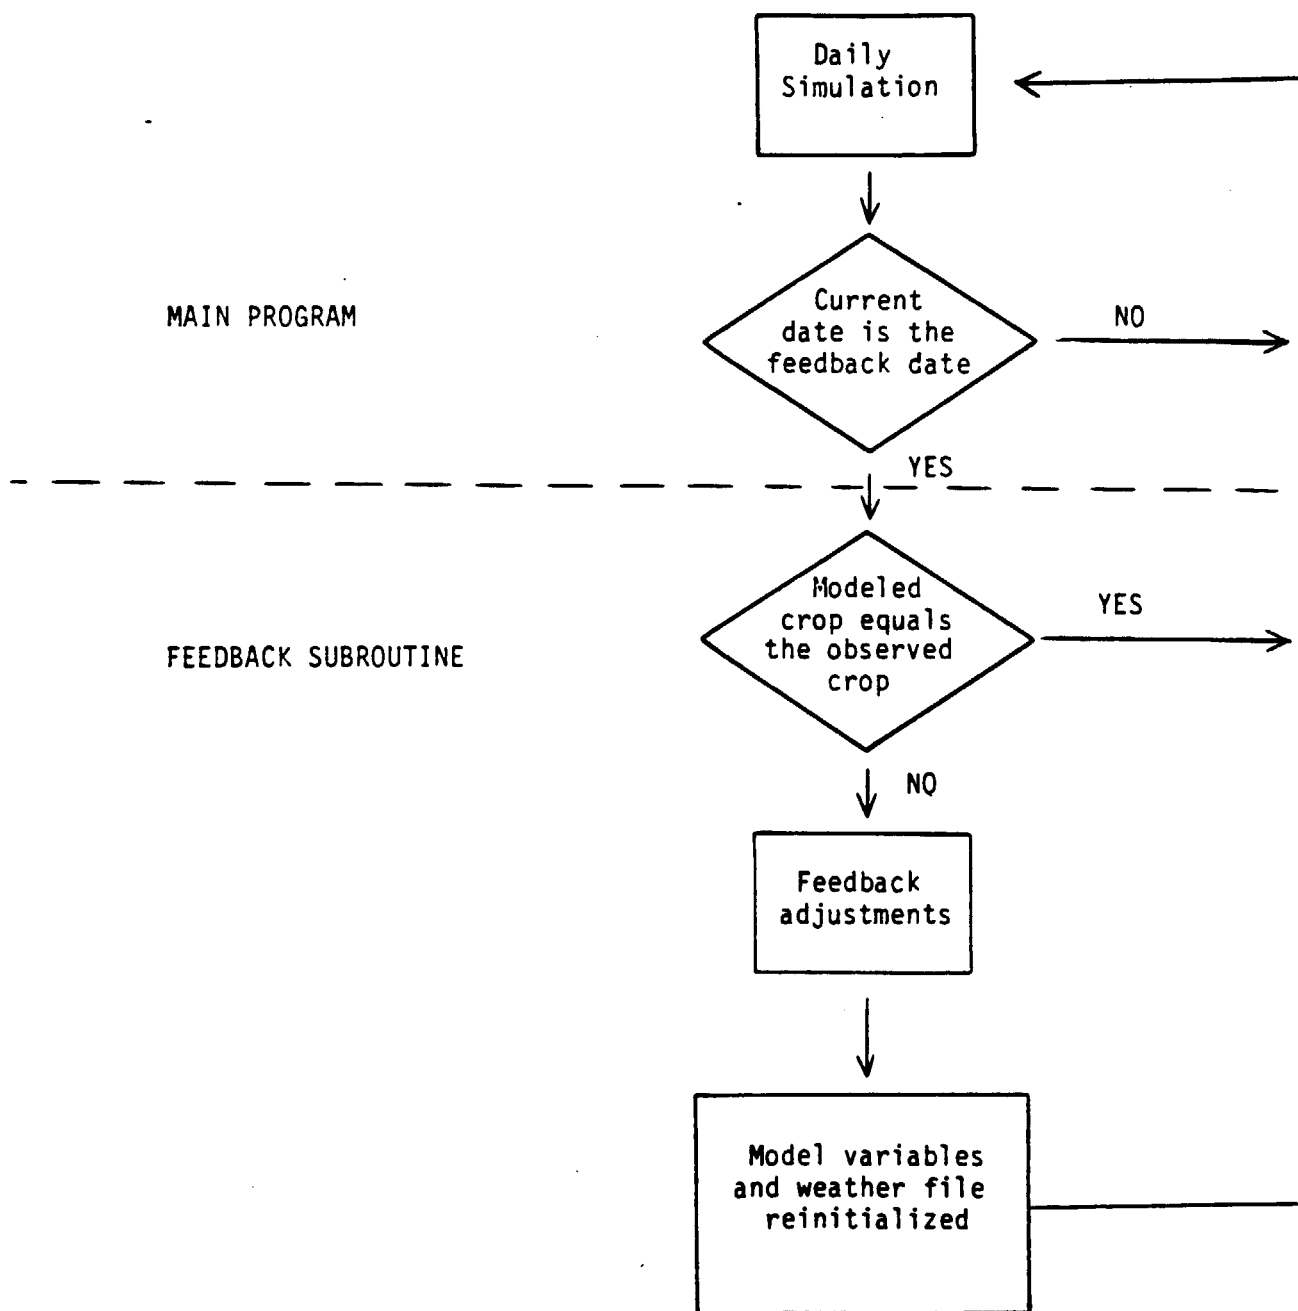 Daily
Simulation
MAIN PROGRAM
Current
date is the
feedback date
NO
YES
FEEDBACK SUBROUTINE
Modeled
crop equals
the observed
crop
YES
NO
Feedback
adjustments
Model variables
and weather file
reinitialized